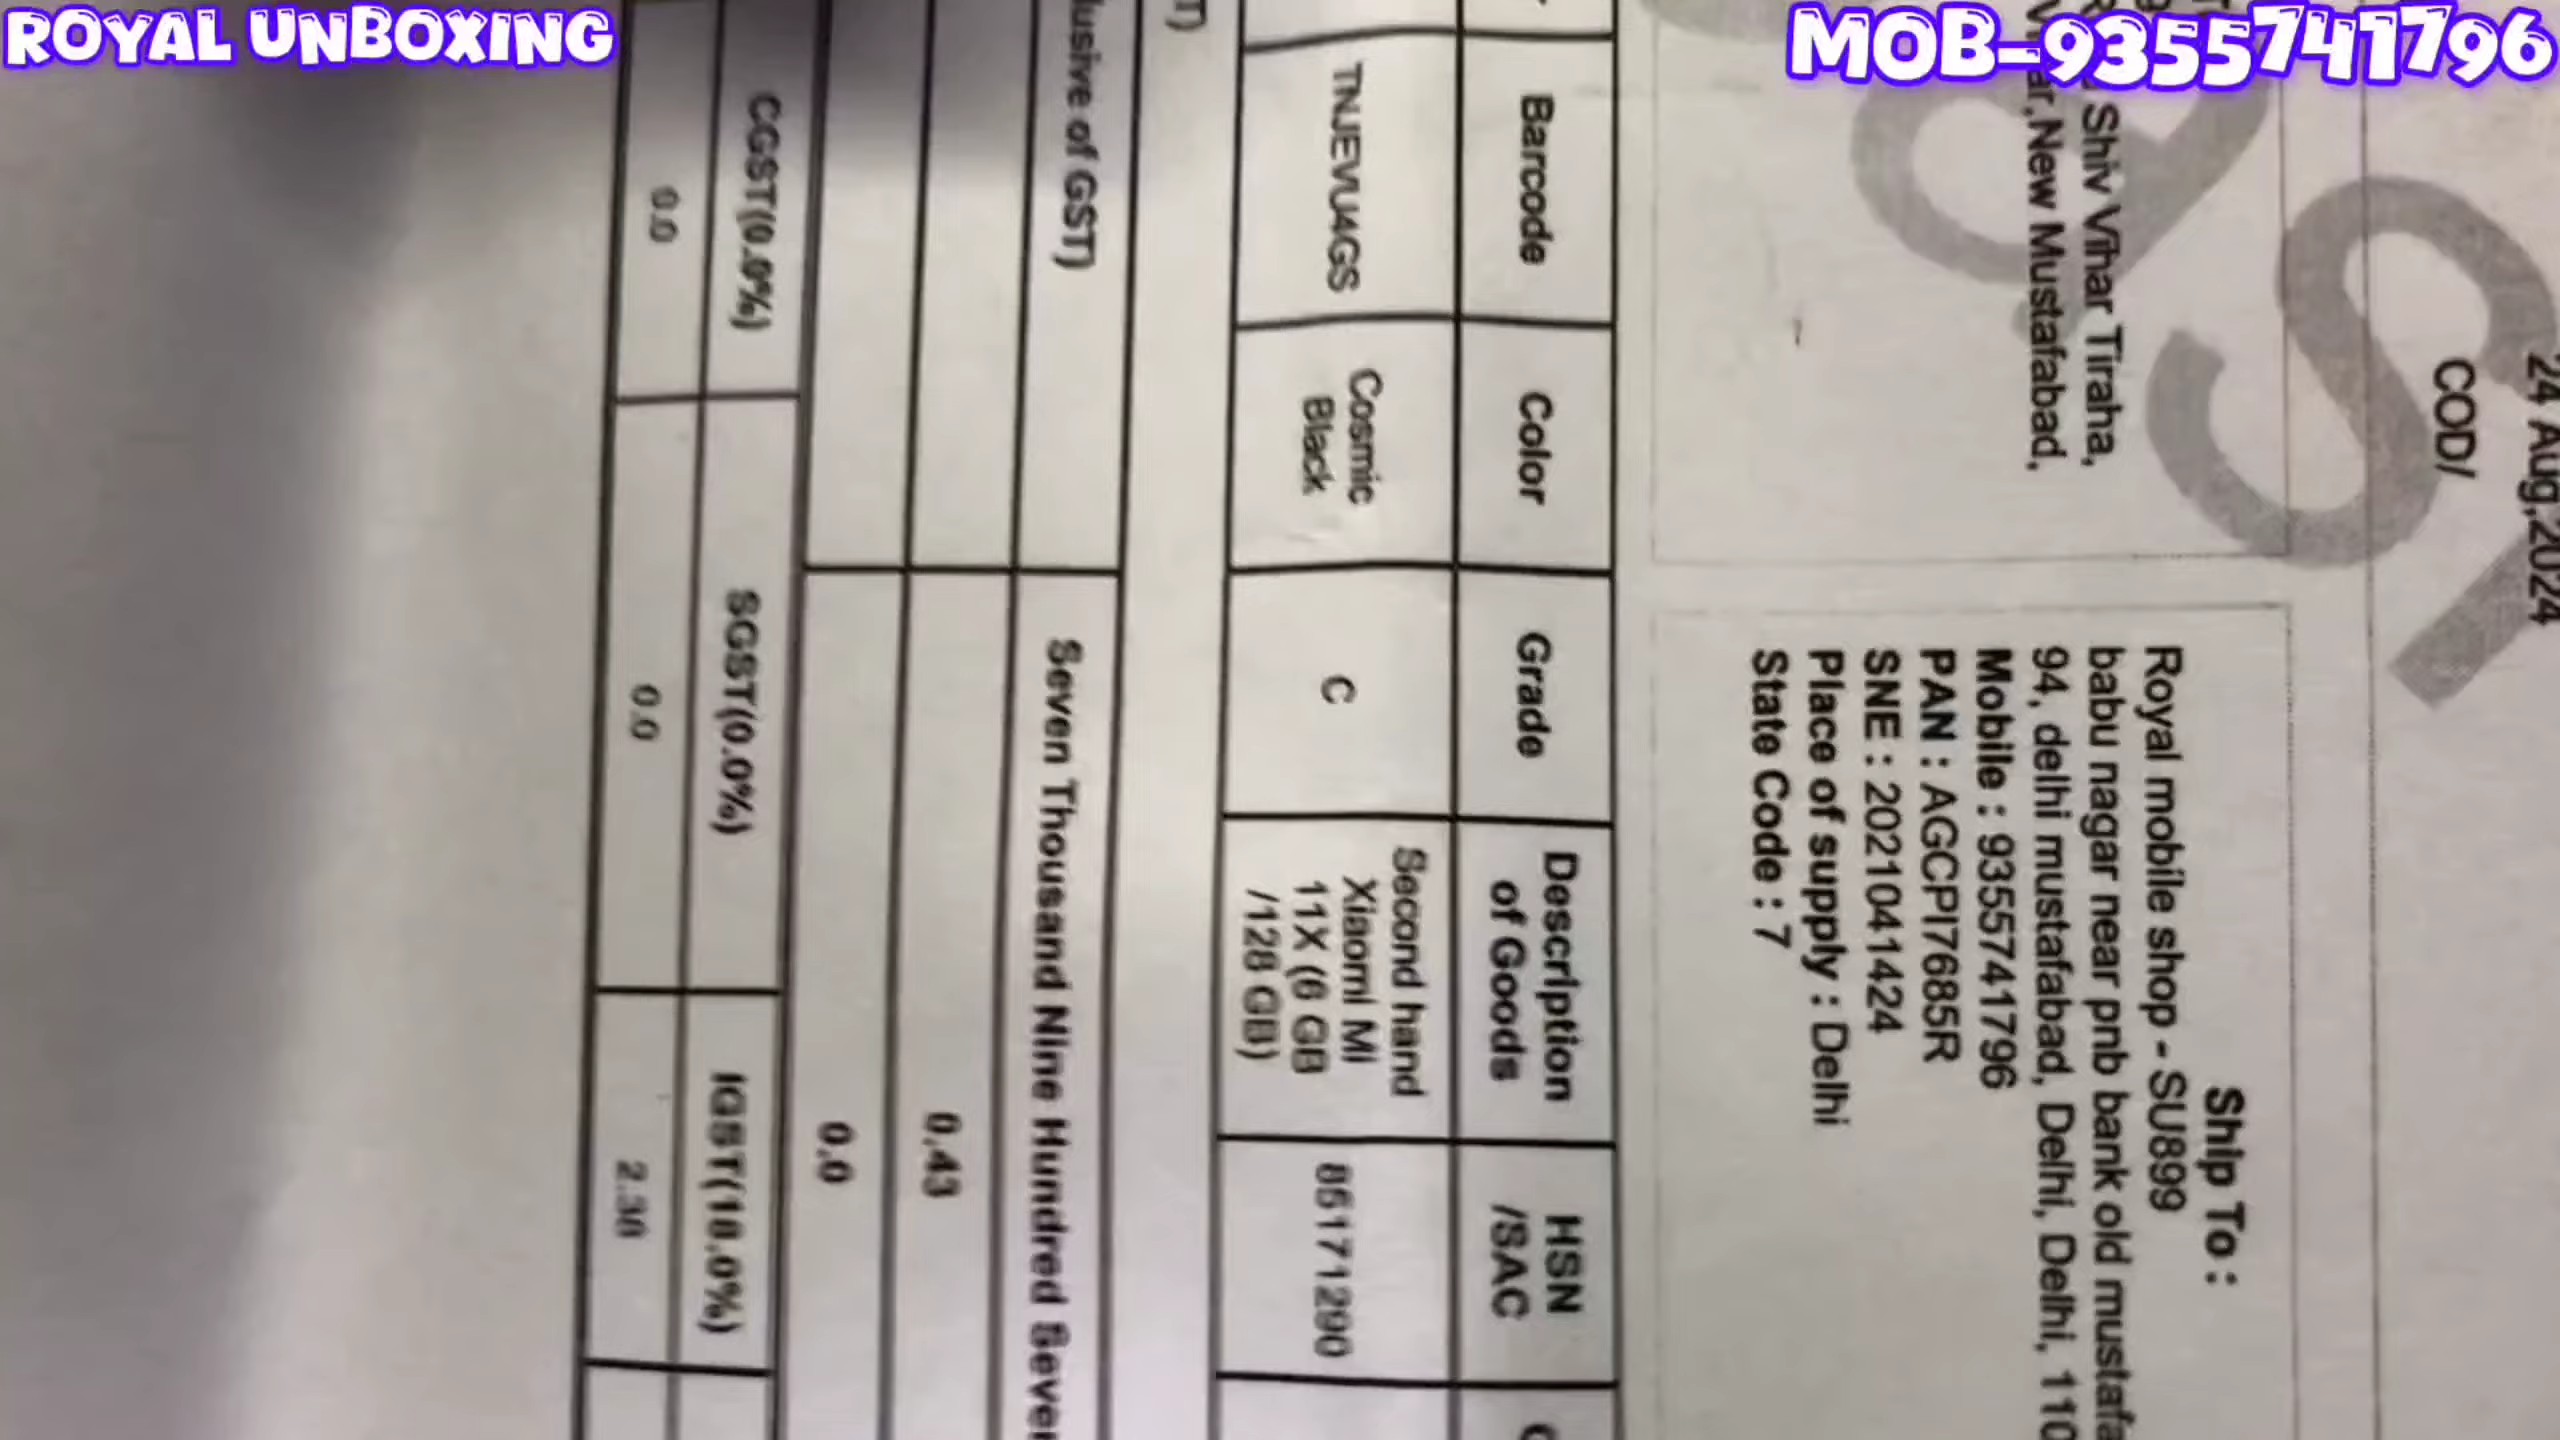 ROYAL UNBOXING
MOB-9355741796
24 Aug,2024
COD/
Shiv Vihar Tiraha,
New Mustafabad,
Ship To :
Royal mobile shop - SU899
babu nagar near pnb bank old mustafa
94, delhi mustafabad, Delhi, Delhi, 110
Mobile : 9355741796
PAN : AGCPI7685R
SNE : 2021041424
Place of supply : Delhi
State Code : 7
Barcode
Color
Grade
Description
of Goods
HSN
/SAC
TNJEVU4GS
Cosmic
Black
C
Second hand
Xiaomi MI
11X (6 GB
/128 GB)
85171290
lusive of GST)
Seven Thousand Nine Hundred Seven
0.43
0.0
CGST(0.0%)
SGST(0.0%)
IGST(18.0%)
0.0
0.0